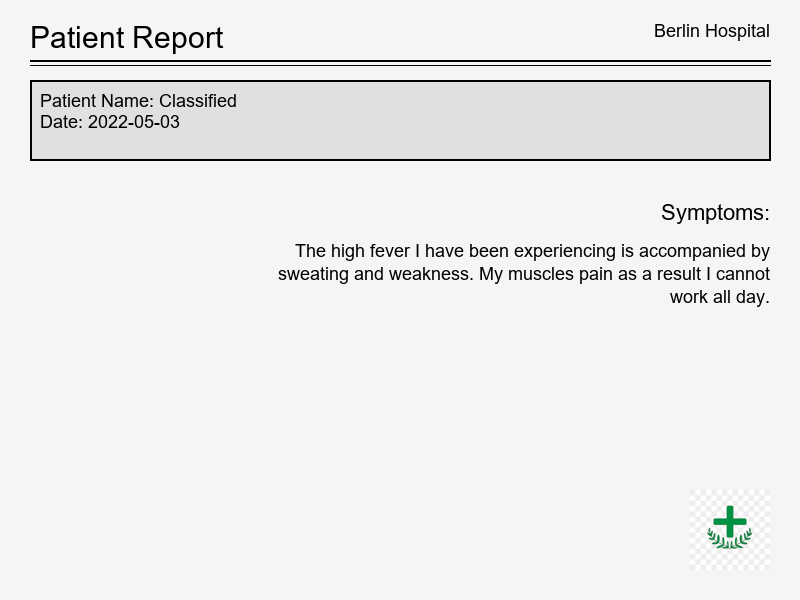 Patient Report
Berlin Hospital
Patient Name: Classified
Date: 2022-05-03
Symptoms:
The high fever I have been experiencing is accompanied by
sweating and weakness. My muscles pain as a result I cannot
work all day.